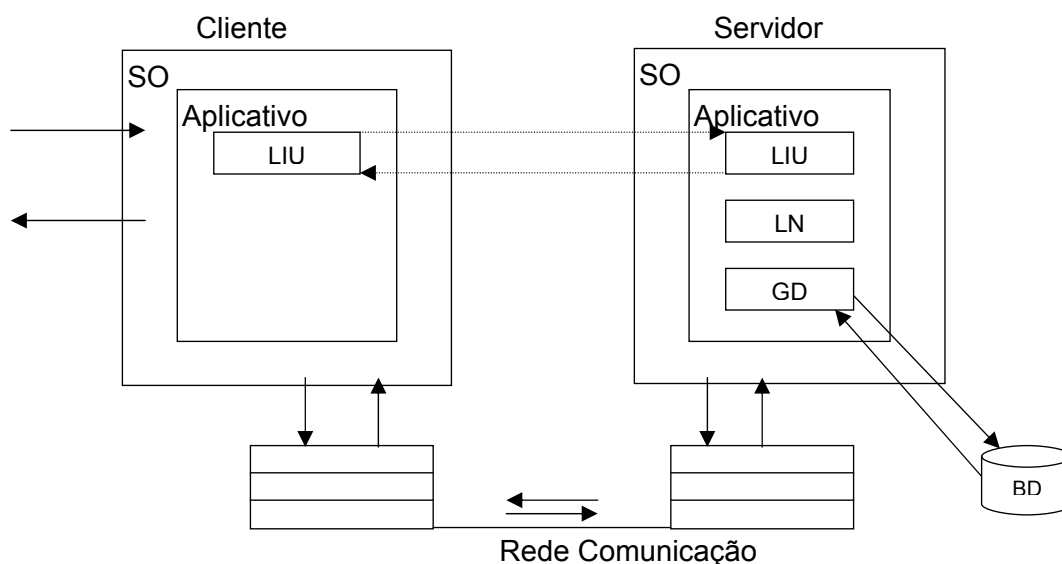 Cliente
Servidor
SO
SO
Aplicativo
Aplicativo
LIU
LIU
LN
GD
BD
Rede Comunicação